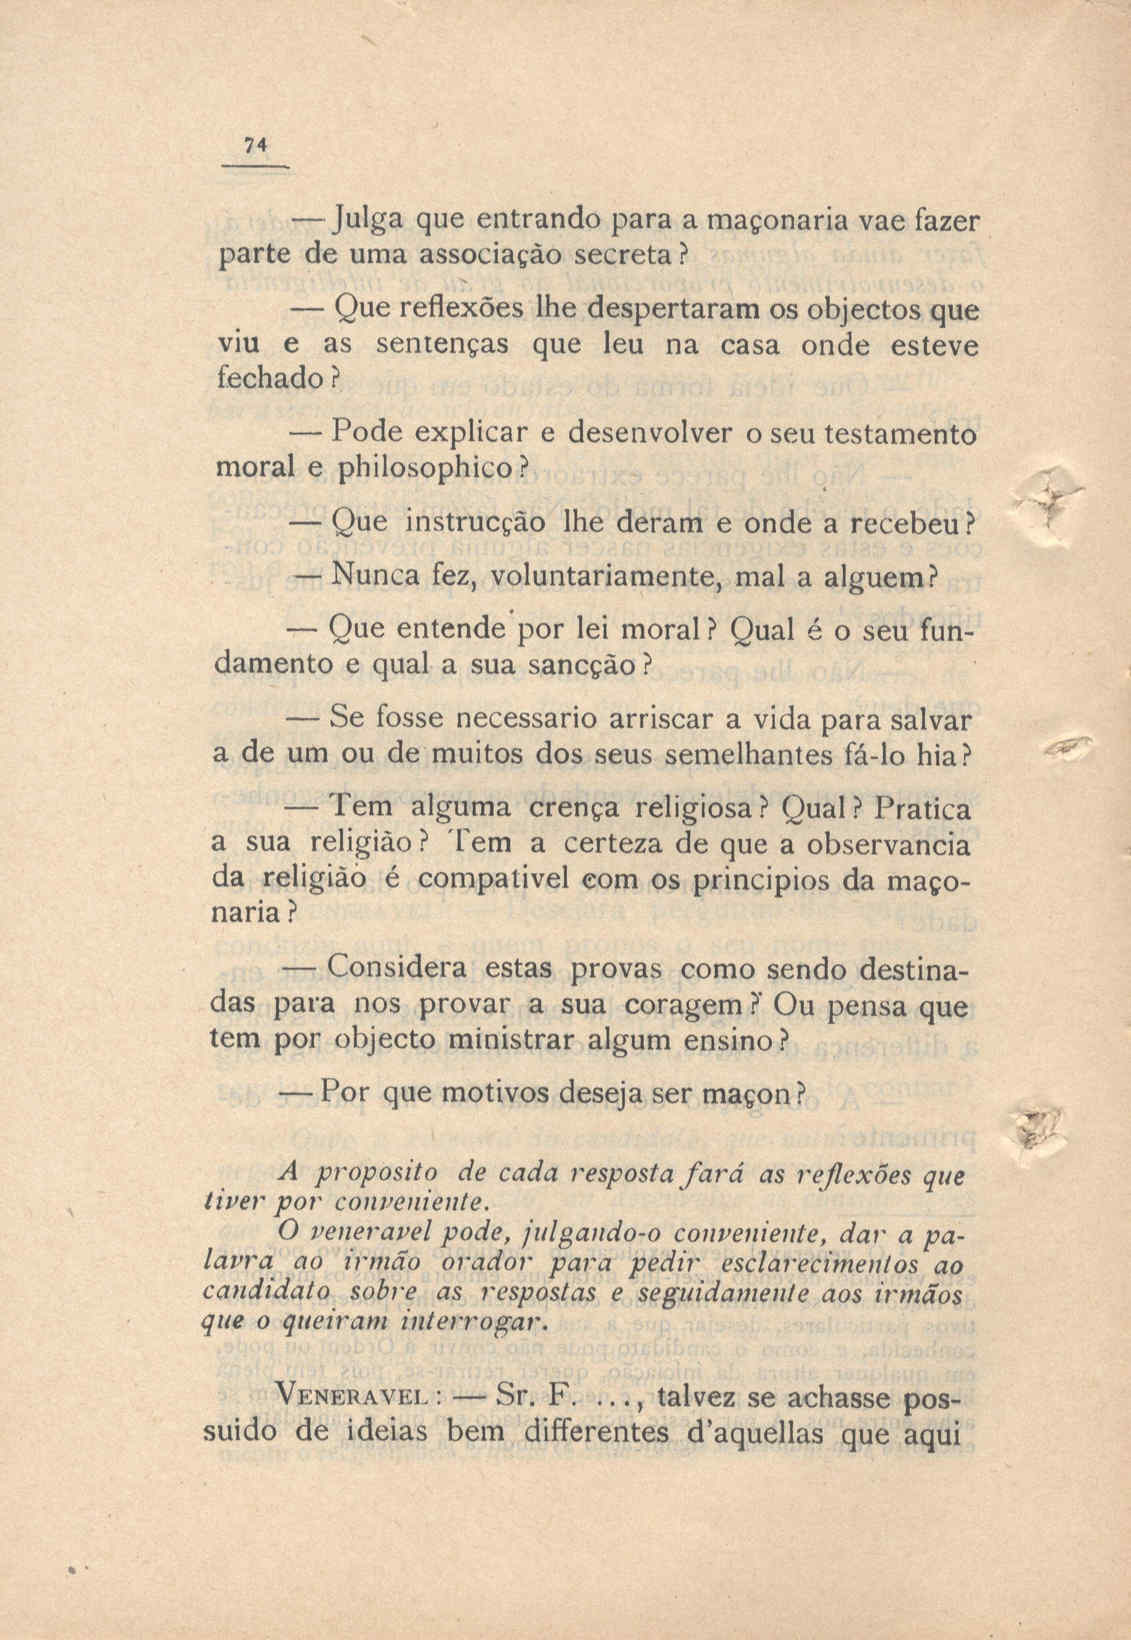 74
— Julga que entrando para a maçonaria vae fazer
parte de uma associação secreta?
— Que reflexões lhe despertaram os objectos que
viu e as sentenças que leu na casa onde esteve
fechado?
— Pode explicar e desenvolver o seu testamento
moral e philosophico?
— Que instrucção lhe deram e onde a recebeu?
— Nunca fez, voluntariamente, mal a alguem?
— Que entende por lei moral? Qual é o seu fun-
damento e qual a sua sancção?
— Se fosse necessario arriscar a vida para salvar
a de um ou de muitos dos seus semelhantes fá-lo hia?
— Tem alguma crença religiosa? Qual? Pratica
a sua religião? Tem a certeza de que a observancia
da religião é compativel com os principios da maço-
naria?
— Considera estas provas como sendo destina-
das para nos provar a sua coragem? Ou pensa que
tem por objecto ministrar algum ensino?
— Por que motivos deseja ser maçon?
A proposito de cada resposta fará as reflexões que
tiver por conveniente.
O veneravel pode, julgando-o conveniente, dar a pa-
lavra ao irmão orador para pedir esclarecimentos ao
candidato sobre as respostas e seguidamente aos irmãos
que o queiram interrogar.
VENERAVEL: — Sr. F. ..., talvez se achasse pos-
suido de ideias bem differentes d'aquellas que aqui